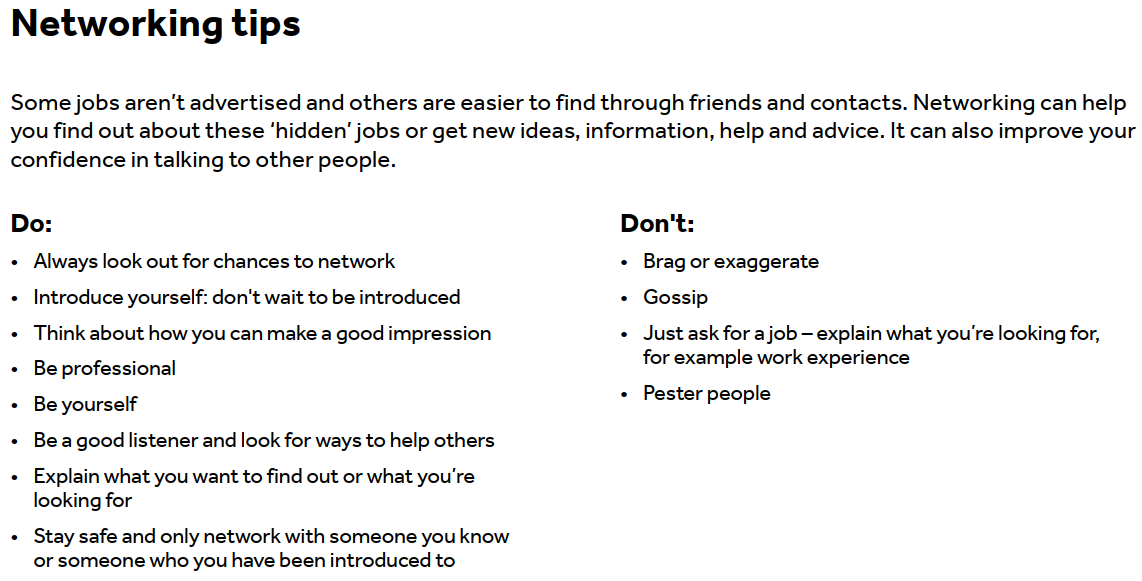 Networking tips
Some jobs aren’t advertised and others are easier to find through friends and contacts. Networking can help
you find out about these ‘hidden’ jobs or get new ideas, information, help and advice. It can also improve your
confidence in talking to other people.
Do:
• Always look out for chances to network
• Introduce yourself: don't wait to be introduced
• Think about how you can make a good impression
• Be professional
• Be yourself
• Be a good listener and look for ways to help others
• Explain what you want to find out or what you’re
looking for
• Stay safe and only network with someone you know
or someone who you have been introduced to
Don't:
• Brag or exaggerate
• Gossip
• Just ask for a job – explain what you’re looking for,
for example work experience
• Pester people